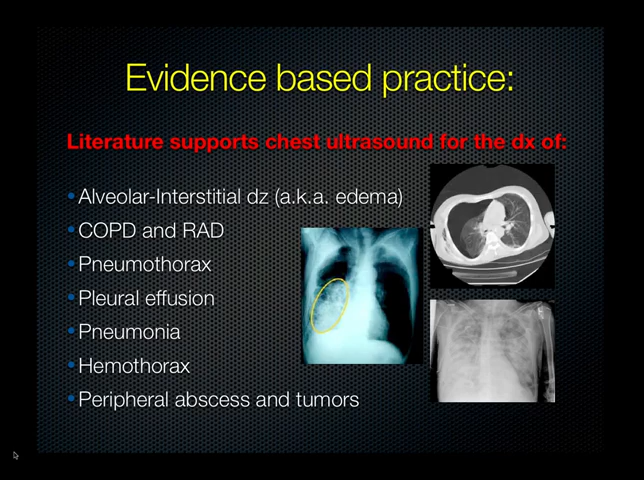 Evidence based practice:
Literature supports chest ultrasound for the dx of:
•Alveolar-Interstitial dz (a.k.a. edema)
•COPD and RAD
•Pneumothorax
•Pleural effusion
•Pneumonia
•Hemothorax
•Peripheral abscess and tumors